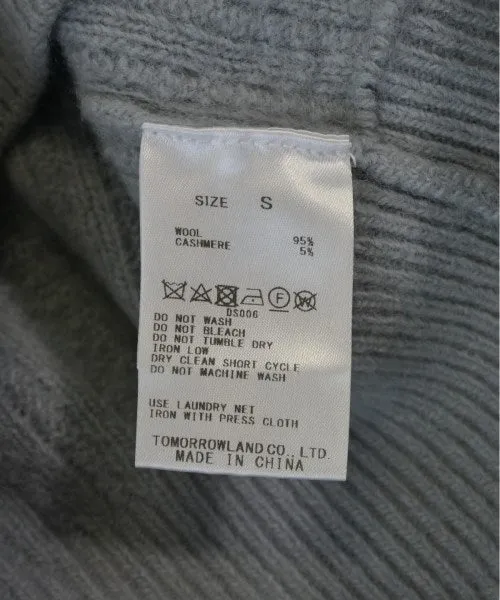 SIZE S
WOOL 95%
CASHMERE 5%
F W
DS006
DO NOT WASH
DO NOT BLEACH
DO NOT TUMBLE DRY
IRON LOW
DRY CLEAN SHORT CYCLE
DO NOT MACHINE WASH
USE LAUNDRY NET
IRON WITH PRESS CLOTH
TOMORROWLAND CO., LTD.
MADE IN CHINA